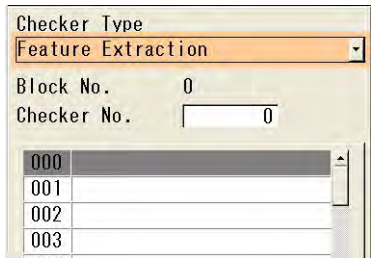 Checker Type
Feature Extraction
Block No. 0
Checker No. 0
000
001
002
003